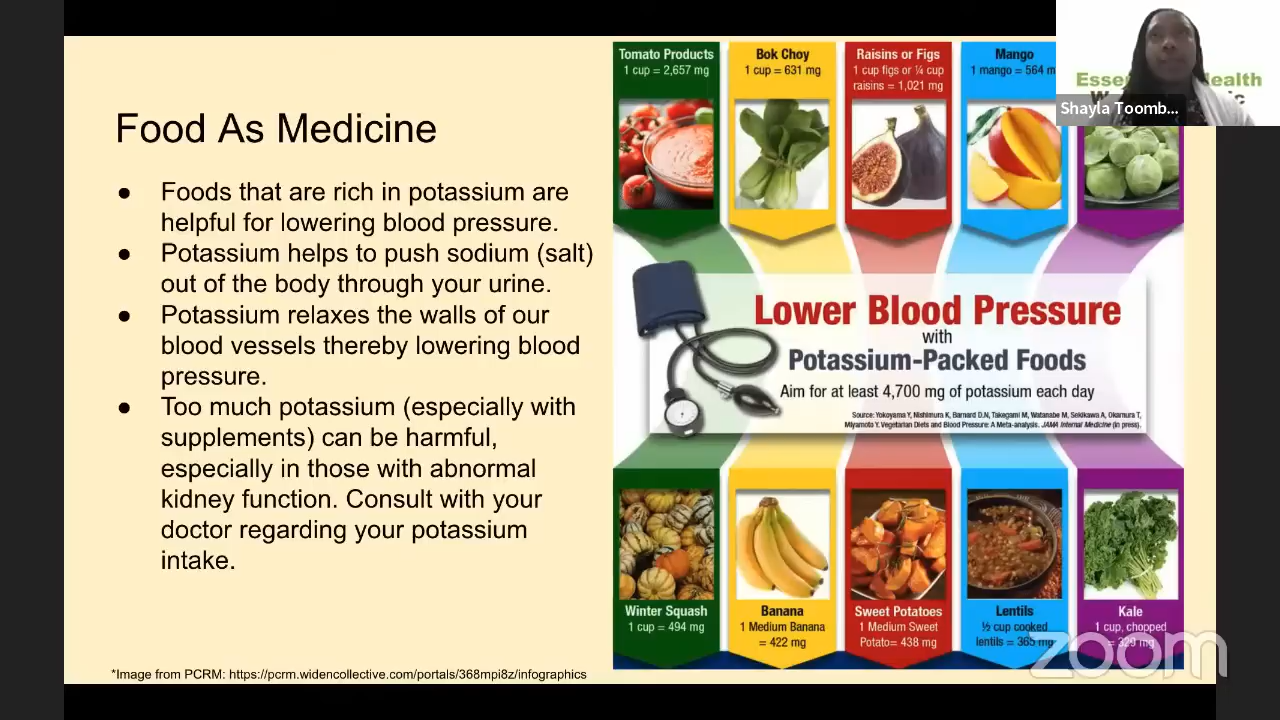 Food As Medicine
● Foods that are rich in potassium are
helpful for lowering blood pressure.
● Potassium helps to push sodium (salt)
out of the body through your urine.
● Potassium relaxes the walls of our
blood vessels thereby lowering blood
pressure.
● Too much potassium (especially with
supplements) can be harmful,
especially in those with abnormal
kidney function. Consult with your
doctor regarding your potassium
intake.
*Image from PCRM: https://pcrm.widencollective.com/portals/368mpi8z/infographics
Tomato Products
1 cup = 2,657 mg
Bok Choy
1 cup = 631 mg
Raisins or Figs
1 cup figs or ¼ cup
raisins = 1,021 mg
Mango
1 mango = 564 m
Shayla Toomb...
Lower Blood Pressure
with
Potassium-Packed Foods
Aim for at least 4,700 mg of potassium each day
Source: Yokoyama Y, Nishimura K, Barnard D.N, Takegami M, Watanabe M, Sekikawa A, Okamura T,
Miyamoto Y. Vegetarian Diets and Blood Pressure: A Meta-analysis. JAMA Internal Medicine (in press).
Winter Squash
1 cup = 494 mg
Banana
1 Medium Banana
= 422 mg
Sweet Potatoes
1 Medium Sweet
Potato= 438 mg
Lentils
½ cup cooked
lentils = 365 mg
Kale
1 cup, chopped
= 329 mg
zoom